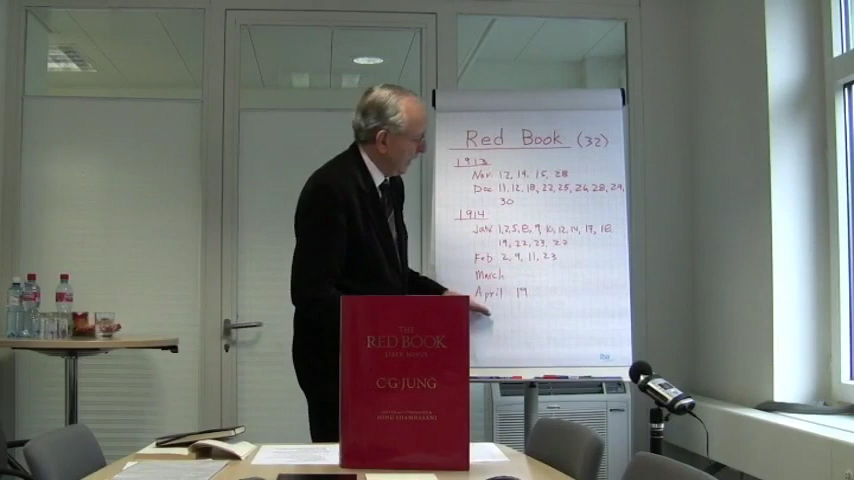 Red Book (32)
1913
Nov. 12, 14, 15, 28
Dec 11, 12, 18, 22, 25, 26, 28, 29,
30
1914
Jan 1, 2, 5, 8, 9, 10, 12, 14, 17, 18,
19, 22, 23, 27
Feb 2, 9, 11, 23
March
April 19
THE
RED BOOK
LIBER NOVUS
C·G JUNG
SONU SHAMDASANI